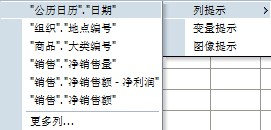 "公历日历"."日期"
"组织"."地点编号"
"商品"."大类编号"
"销售"."净销售量"
"销售"."净销售额 - 净利润"
"销售"."净销售额"
更多列...
列提示
变量提示
图像提示